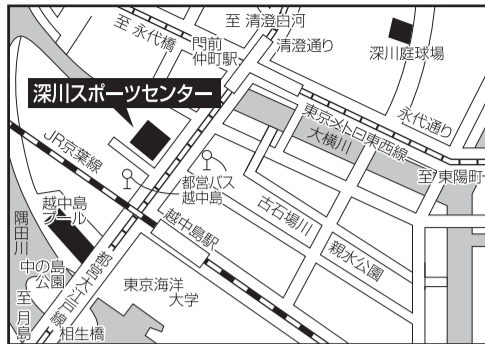 至 清澄白河
至 永代橋
門前
仲町駅
清澄通り
深川庭球場
深川スポーツセンター
永代通り
東京メトロ東西線
大横川
至 東陽町
JR京葉線
都営バス
越中島
古石場川
親水公園
越中島
プール
越中島駅
隅田川
中の島
公園
都営大江戸線
東京海洋
大学
至 月島
相生橋